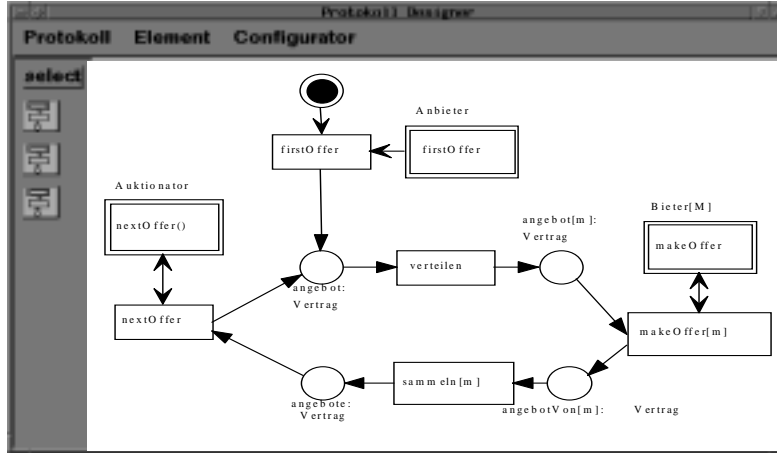 Protokoll Designer
Protokoll Element Configurator
select
Anbieter
firstOffer
firstOffer
Auktionator
nextOffer()
angebot[m]:
Vertrag
Bieter[M]
makeOffer
verteilen
angebot:
Vertrag
nextOffer
makeOffer[m]
sammeln[m]
angebote:
Vertrag
angebotVon[m]: Vertrag